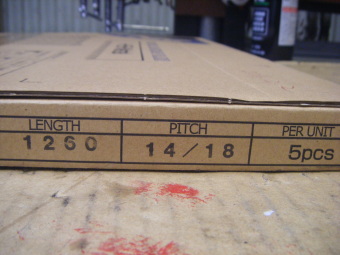 LENGTH PITCH PER UNIT
1260 14/18 5pcs